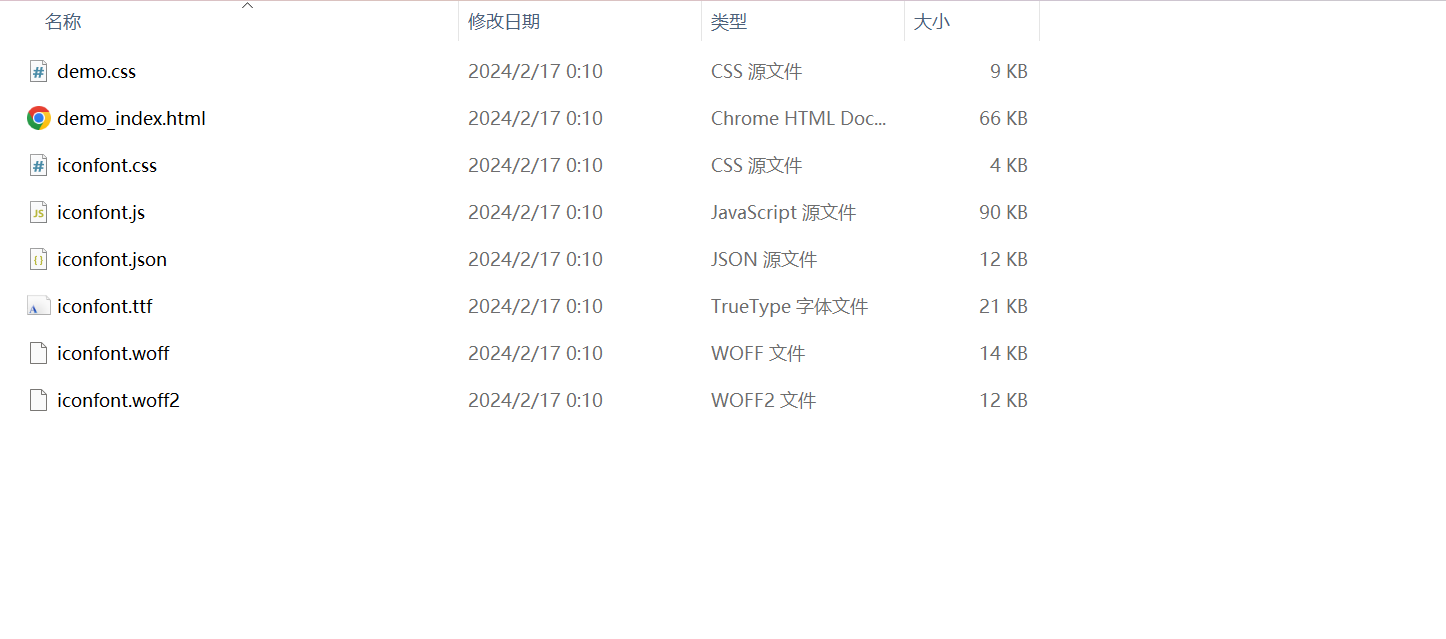 名称 修改日期 类型 大小
demo.css 2024/2/17 0:10 CSS 源文件 9 KB
demo_index.html 2024/2/17 0:10 Chrome HTML Doc... 66 KB
iconfont.css 2024/2/17 0:10 CSS 源文件 4 KB
iconfont.js 2024/2/17 0:10 JavaScript 源文件 90 KB
iconfont.json 2024/2/17 0:10 JSON 源文件 12 KB
iconfont.ttf 2024/2/17 0:10 TrueType 字体文件 21 KB
iconfont.woff 2024/2/17 0:10 WOFF 文件 14 KB
iconfont.woff2 2024/2/17 0:10 WOFF2 文件 12 KB